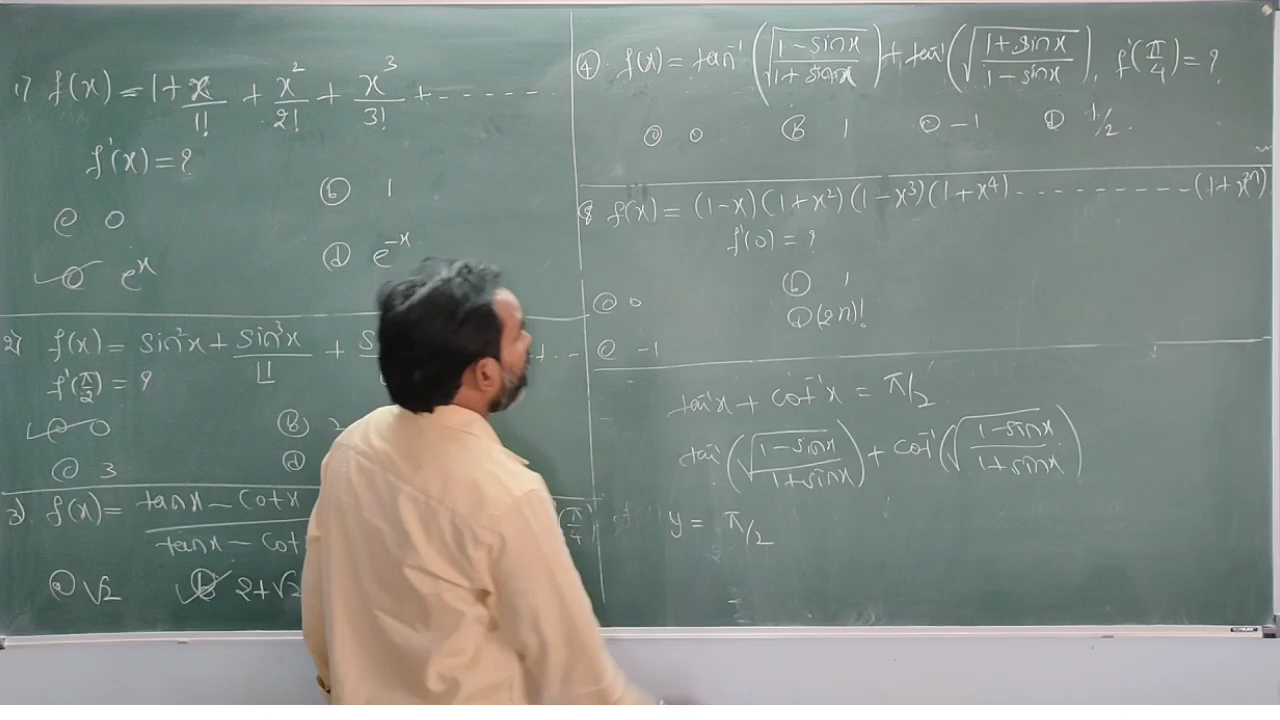 1) f(x) = 1 + x/1! + x²/2! + x³/3! + - - - - - -
f'(x) = ?
ⓐ 0 ⓑ 1
ⓒ e^x ⓓ e^-x
2) f(x) = sin²x + sin³x/1! + + - -
f'(π/2) = ?
ⓐ 0 Ⓑ 2
ⓒ 3 ⓓ
3) f(x) = tanx - cotx / tanx - cot (π/4)
ⓐ √2 ⓑ 2+√2
④ f(x) = tan⁻¹(√(1-sinx/1+sinx)) + tan⁻¹(√(1+sinx/1-sinx)), f'(π/4) = ?
ⓐ 0 Ⓑ 1 ⓒ -1 ⓓ 1/2.
f(x) = (1-x)(1+x²)(1-x³)(1+x⁴) - - - - - - - - - - (1+x²ⁿ)
f'(0) = ?
ⓐ 0 ⓑ 1
ⓒ -1 ⓓ (2n)!
tan⁻¹x + cot⁻¹x = π/2
tan⁻¹(√(1-sinx/1+sinx)) + cot⁻¹(√(1-sinx/1+sinx))
y = π/2